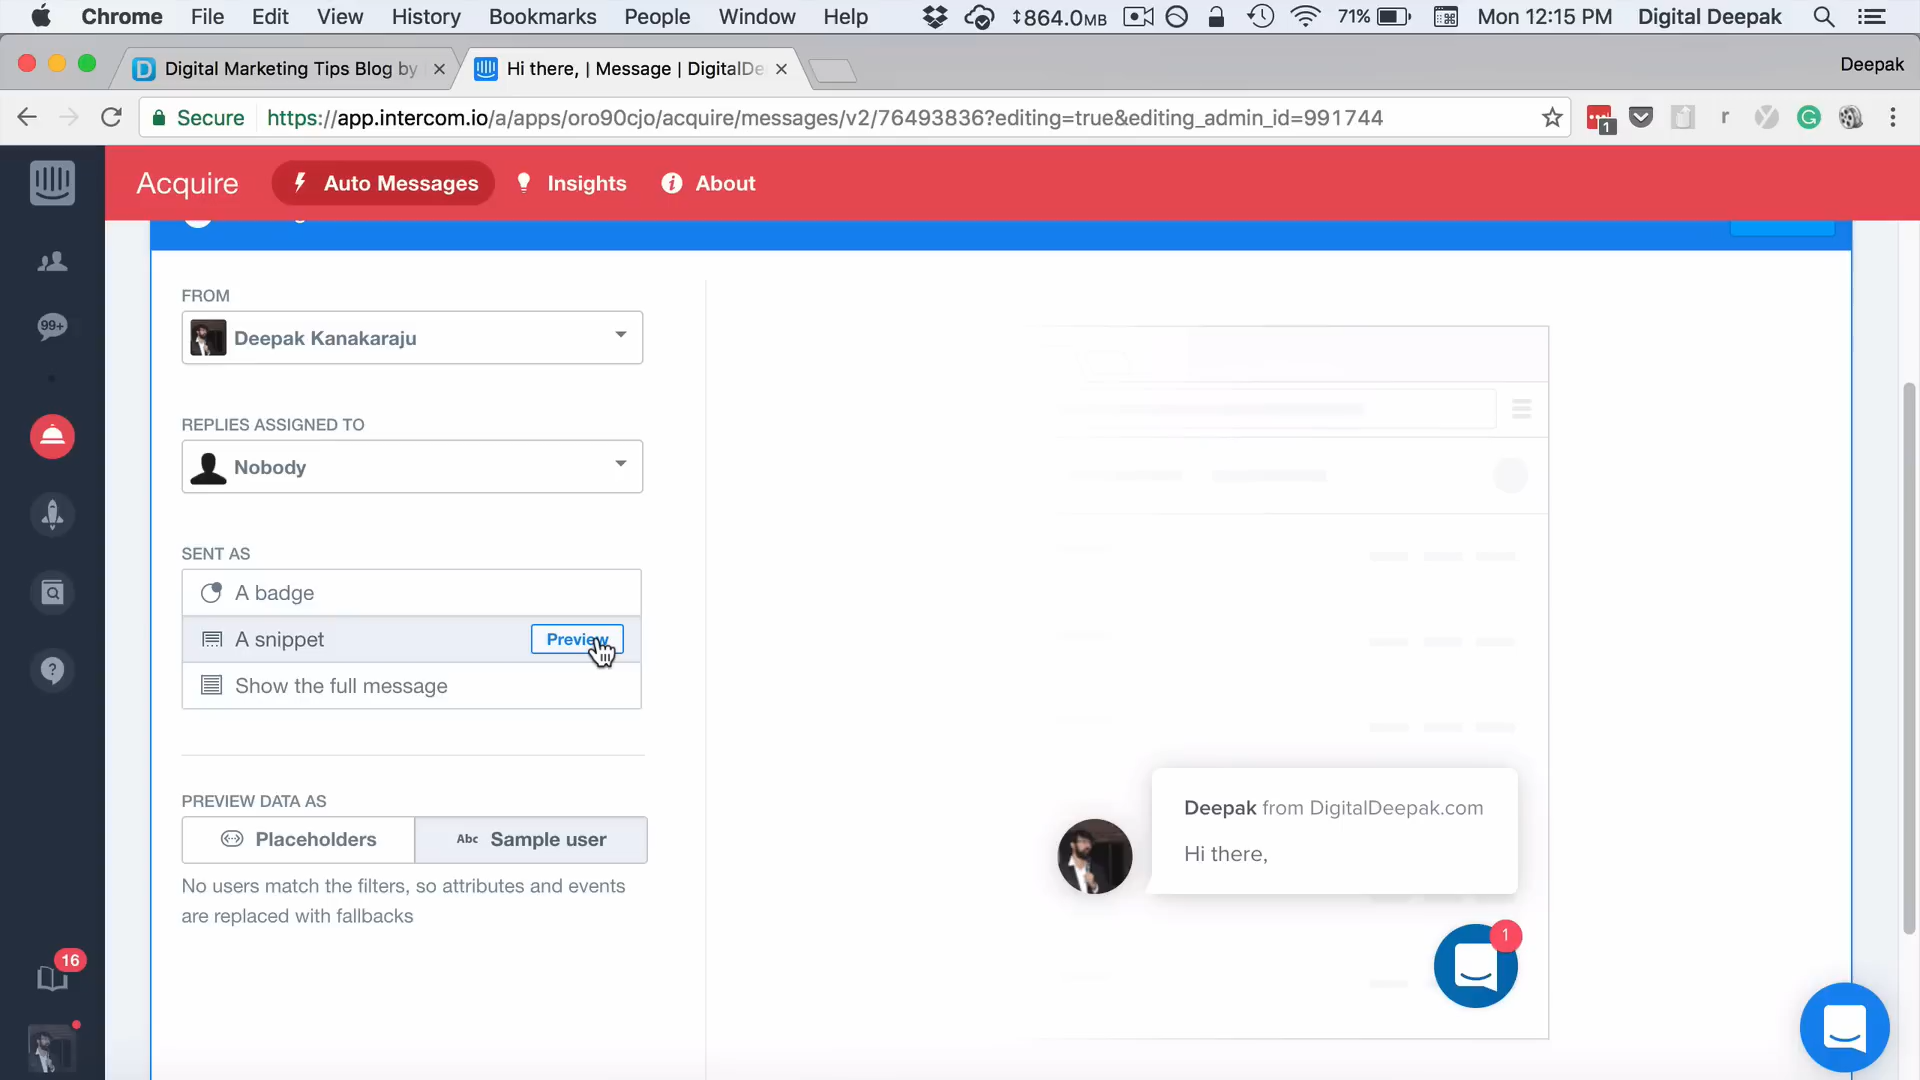 Chrome File Edit View History Bookmarks People Window Help 864.0MB 71% Mon 12:15 PM Digital Deepak
Digital Marketing Tips Blog by
Hi there, | Message | DigitalDe
Deepak
Secure https://app.intercom.io/a/apps/oro90cjo/acquire/messages/v2/76493836?editing=true&editing_admin_id=991744
1
Acquire Auto Messages Insights About
99+
FROM
Deepak Kanakaraju
REPLIES ASSIGNED TO
Nobody
SENT AS
A badge
A snippet Preview
Show the full message
PREVIEW DATA AS
Placeholders Abc Sample user
No users match the filters, so attributes and events
are replaced with fallbacks
Deepak from DigitalDeepak.com
Hi there,
1
16